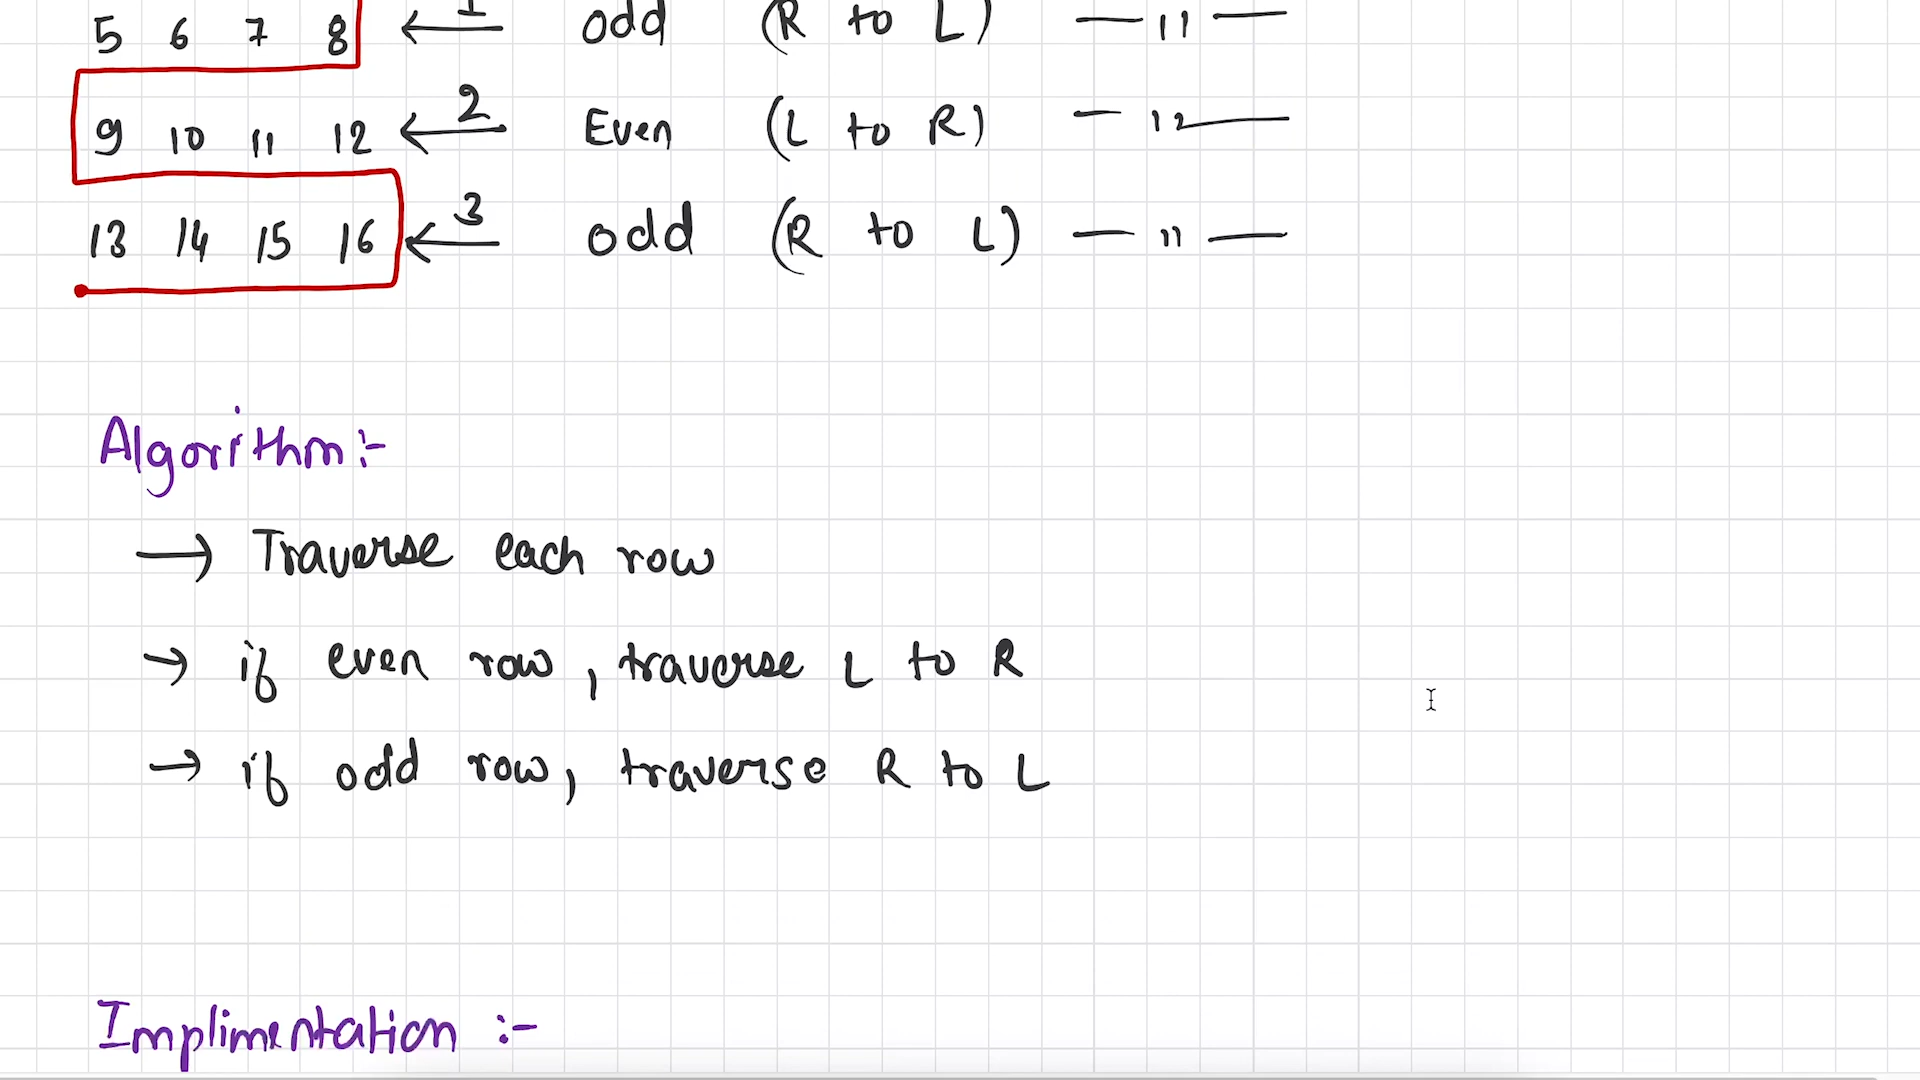 5 6 7 8 ← 1 odd (R to L) — 11 —
9 10 11 12 ← 2 Even (L to R) — 12 —
13 14 15 16 ← 3 odd (R to L) — 11 —
Algorithm:-
→ Traverse each row
→ if even row, traverse L to R
→ if odd row, traverse R to L
Implimentation :-